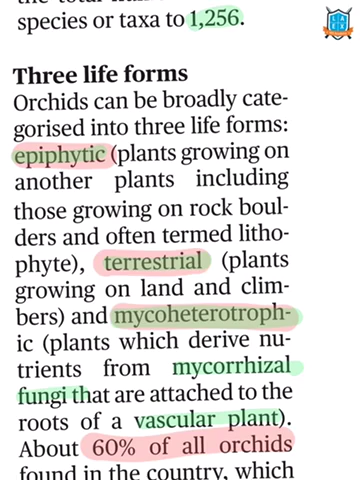 species or taxa to 1,256.
Three life forms
Orchids can be broadly cate-
gorised into three life forms:
epiphytic (plants growing on
another plants including
those growing on rock boul-
ders and often termed litho-
phyte), terrestrial (plants
growing on land and clim-
bers) and mycoheterotroph-
ic (plants which derive nu-
trients from mycorrhizal
fungi that are attached to the
roots of a vascular plant).
About 60% of all orchids
found in the country, which